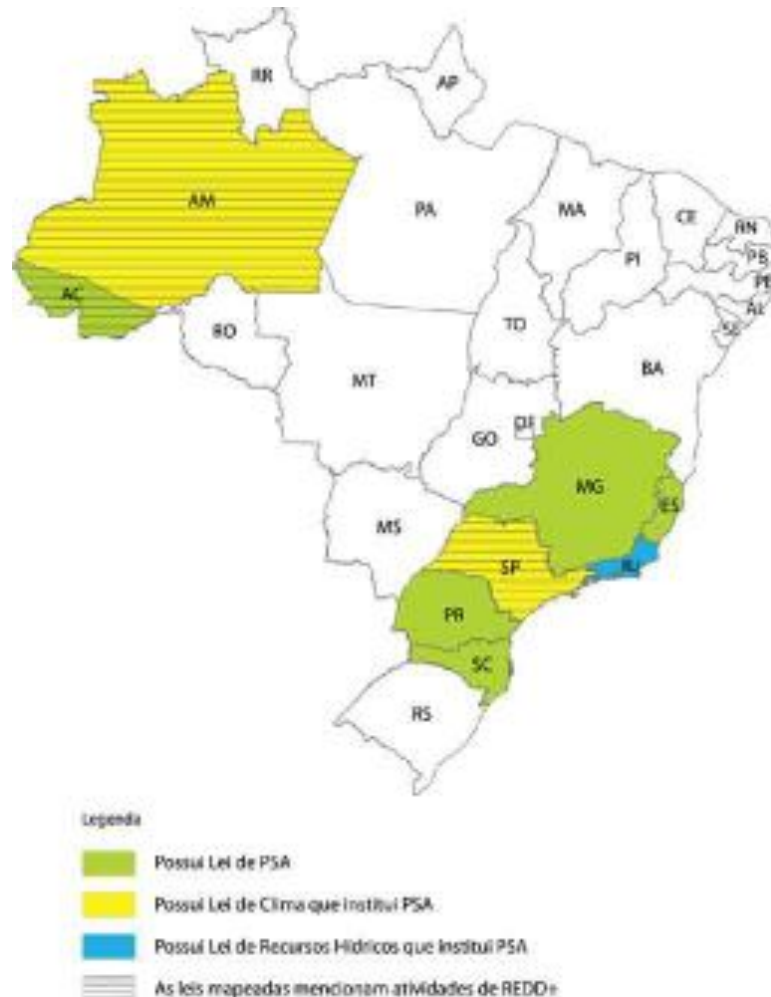 RR
AP
AM
PA
MA
CE
RN
PB
PI
PE
AC
AL
TO
SE
RO
BA
MT
DF
GO
MG
ES
MS
SP
RJ
PR
SC
RS
Legenda
Possui Lei de PSA
Possui Lei de Clima que institui PSA
Possui Lei de Recursos Hídricos que institui PSA
As leis mapeadas mencionam atividades de REDD+